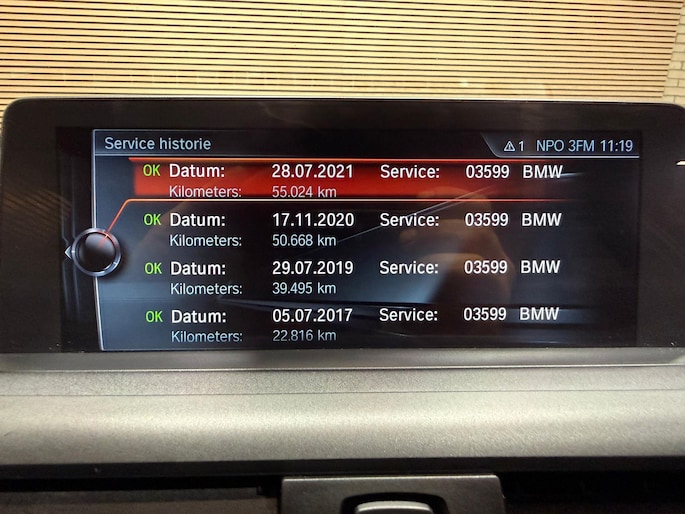 Service histories
⚠1 NPO 3FM 11:19
OK Datum: 28.07.2021 Service: 03599 BMW
Kilometers: 55.024 km
OK Datum: 17.11.2020 Service: 03599 BMW
Kilometers: 50.668 km
OK Datum: 29.07.2019 Service: 03599 BMW
Kilometers: 39.495 km
OK Datum: 05.07.2017 Service: 03599 BMW
Kilometers: 22.816 km